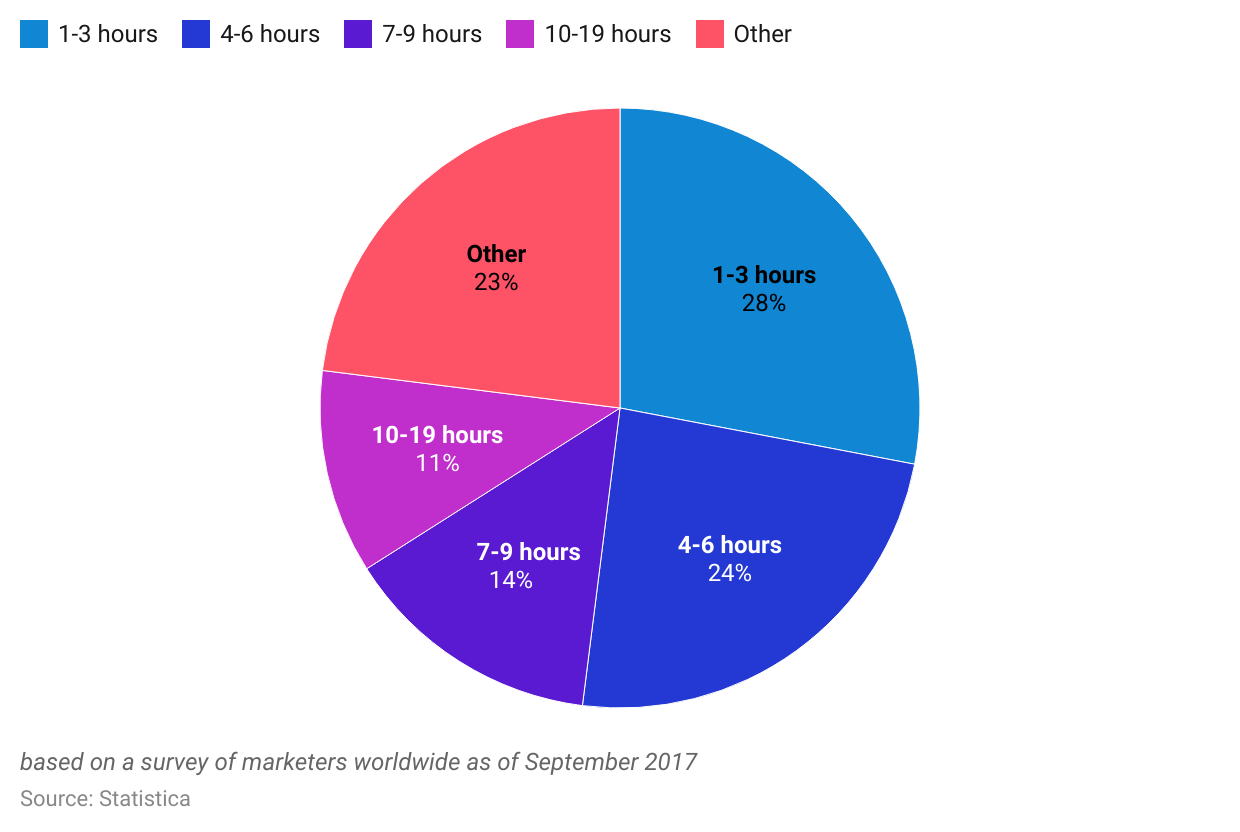 1-3 hours 4-6 hours 7-9 hours 10-19 hours Other
Other
23%
1-3 hours
28%
10-19 hours
11%
7-9 hours
14%
4-6 hours
24%
based on a survey of marketers worldwide as of September 2017
Source: Statistica